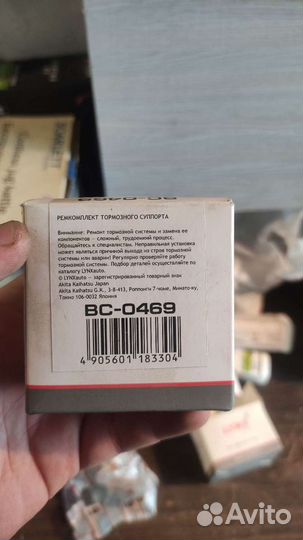 BC-0469
РЕМКОМПЛЕКТ ТОРМОЗНОГО СУППОРТА
Внимание: Ремонт тормозной системы и замена ее
компонентов – сложный, трудоемкий процесс.
Обращайтесь к специалистам. Неправильная установка
может являться причиной выхода из строя тормозной
системы или аварии! Регулярно проверяйте работу
тормозной системы. Подбор деталей осуществляйте по
каталогу LYNXauto.
© LYNXauto – зарегистрированный товарный знак
Akita Kaihatsu Japan
Akita Kaihatsu G.K., 3-8-413, Роппонги 7-чоме, Минато-ку,
Токио 106-0032 Япония
BC-0469
4 905601 183304
Avito